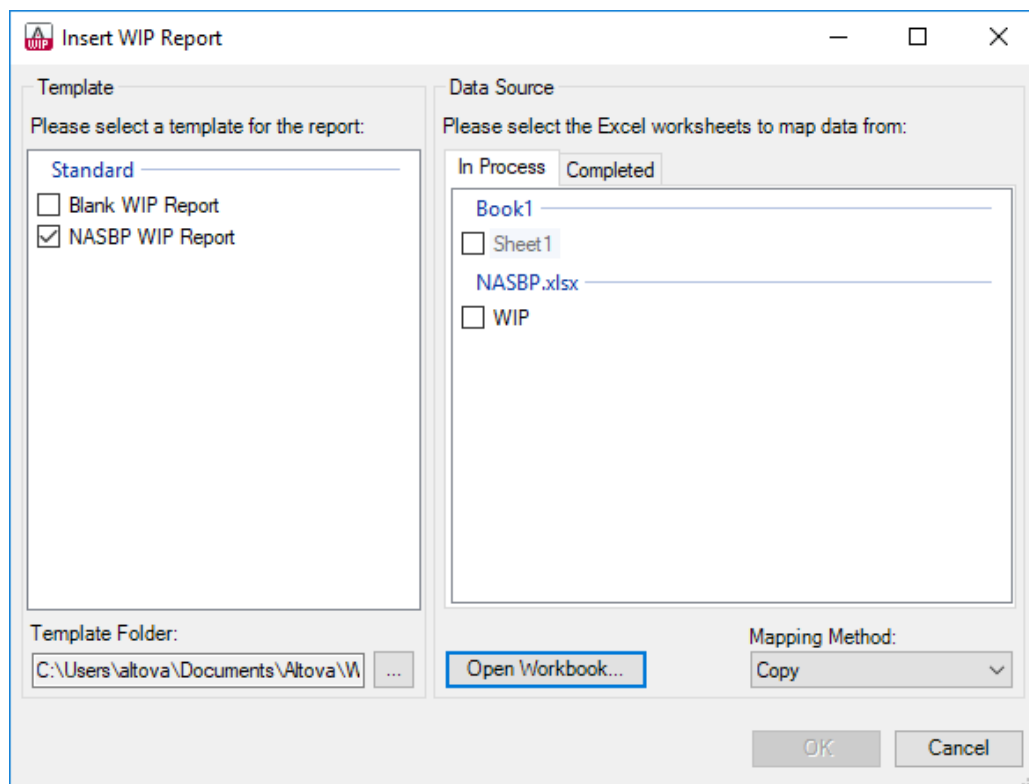 WIP Insert WIP Report
Template
Please select a template for the report:
Standard
Blank WIP Report
NASBP WIP Report
Template Folder:
C:\Users\altova\Documents\Altova\W
...
Data Source
Please select the Excel worksheets to map data from:
In Process Completed
Book1
Sheet1
NASBP.xlsx
WIP
Open Workbook...
Mapping Method:
Copy
OK Cancel